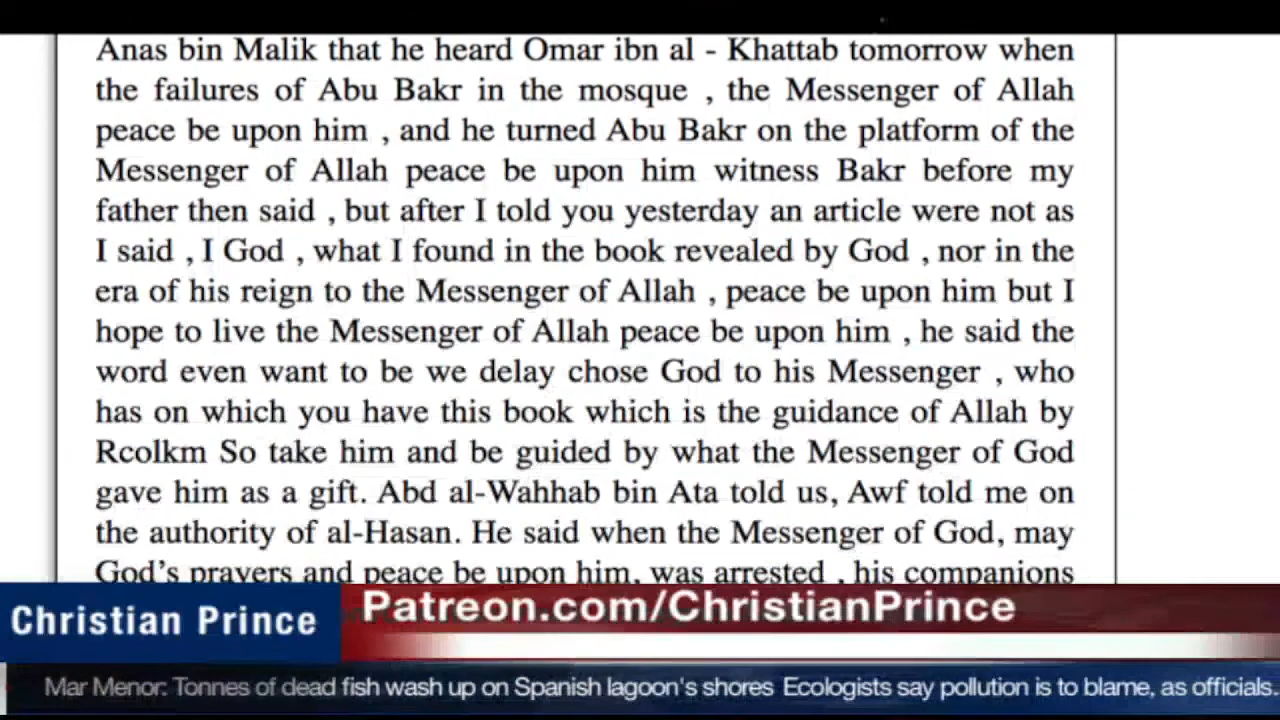 Anas bin Malik that he heard Omar ibn al - Khattab tomorrow when
the failures of Abu Bakr in the mosque , the Messenger of Allah
peace be upon him , and he turned Abu Bakr on the platform of the
Messenger of Allah peace be upon him witness Bakr before my
father then said , but after I told you yesterday an article were not as
I said , I God , what I found in the book revealed by God , nor in the
era of his reign to the Messenger of Allah , peace be upon him but I
hope to live the Messenger of Allah peace be upon him , he said the
word even want to be we delay chose God to his Messenger , who
has on which you have this book which is the guidance of Allah by
Rcolkm So take him and be guided by what the Messenger of God
gave him as a gift. Abd al-Wahhab bin Ata told us, Awf told me on
the authority of al-Hasan. He said when the Messenger of God, may
God's prayers and peace be upon him, was arrested , his companions
Christian Prince
Patreon.com/ChristianPrince
Mar Menor: Tonnes of dead fish wash up on Spanish lagoon's shores Ecologists say pollution is to blame, as officials.